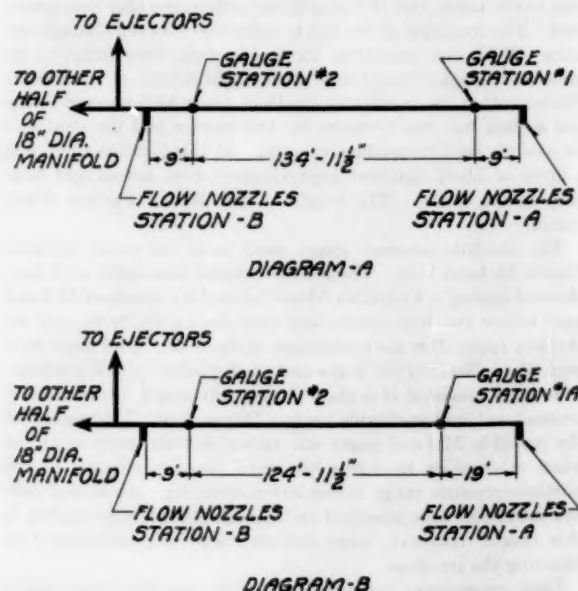 TO EJECTORS
GAUGE
STATION #2
GAUGE
STATION #1
TO OTHER
HALF
OF
18" DIA.
MANIFOLD
9'
134'-11½"
9'
FLOW NOZZLES
STATION-B
FLOW NOZZLES
STATION-A
DIAGRAM-A
TO EJECTORS
GAUGE
STATION #2
GAUGE
STATION #1A
TO OTHER
HALF
OF
18" DIA.
MANIFOLD
9'
124'-11½"
19'
FLOW NOZZLES
STATION-B
FLOW NOZZLES
STATION-A
DIAGRAM-B